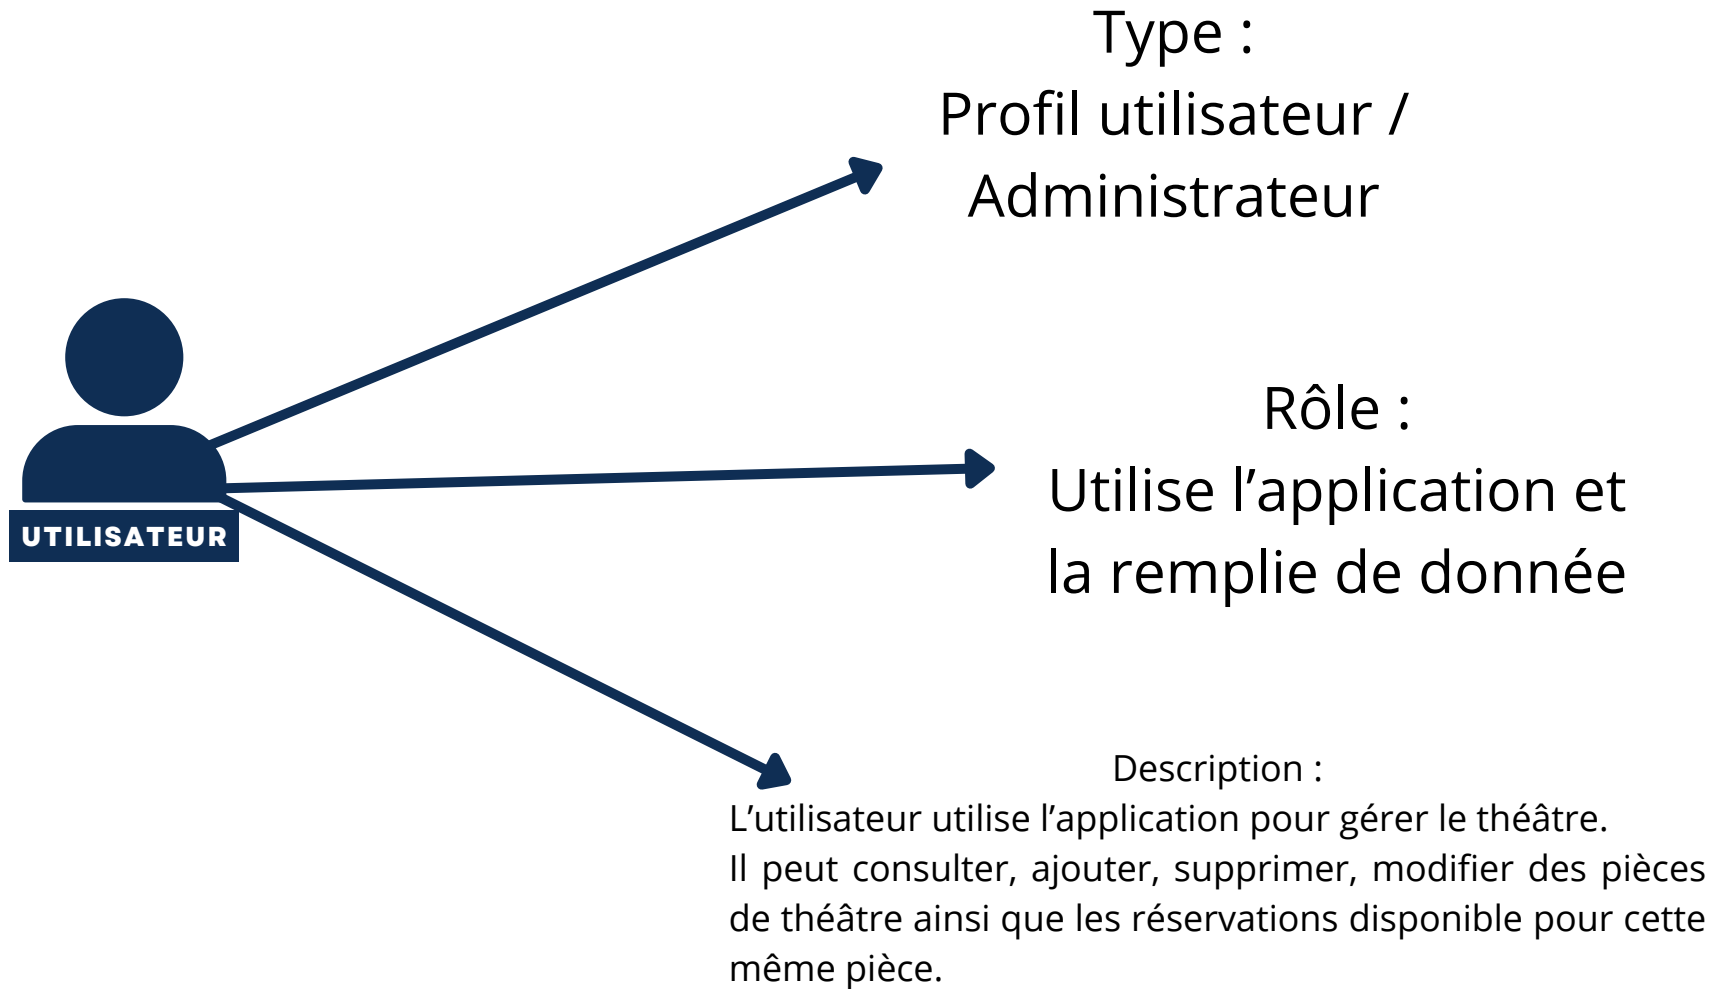 Type :
Profil utilisateur /
Administrateur
UTILISATEUR
Rôle :
Utilise l’application et
la remplie de donnée
Description :
L’utilisateur utilise l’application pour gérer le théâtre.
Il peut consulter, ajouter, supprimer, modifier des pièces
de théâtre ainsi que les réservations disponible pour cette
même pièce.